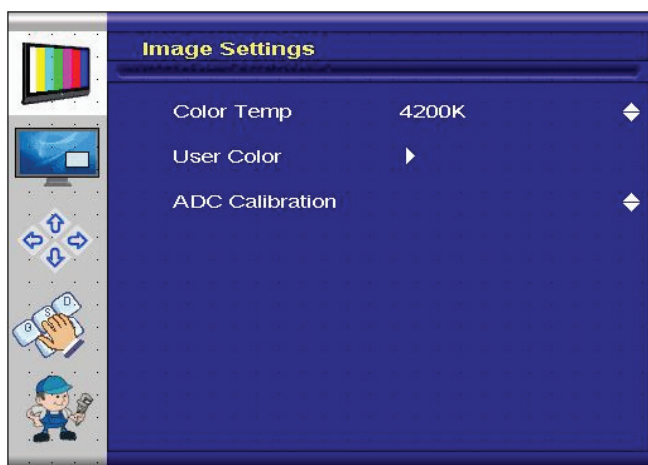 Image Settings
Color Temp 4200K
User Color
ADC Calibration
G S D